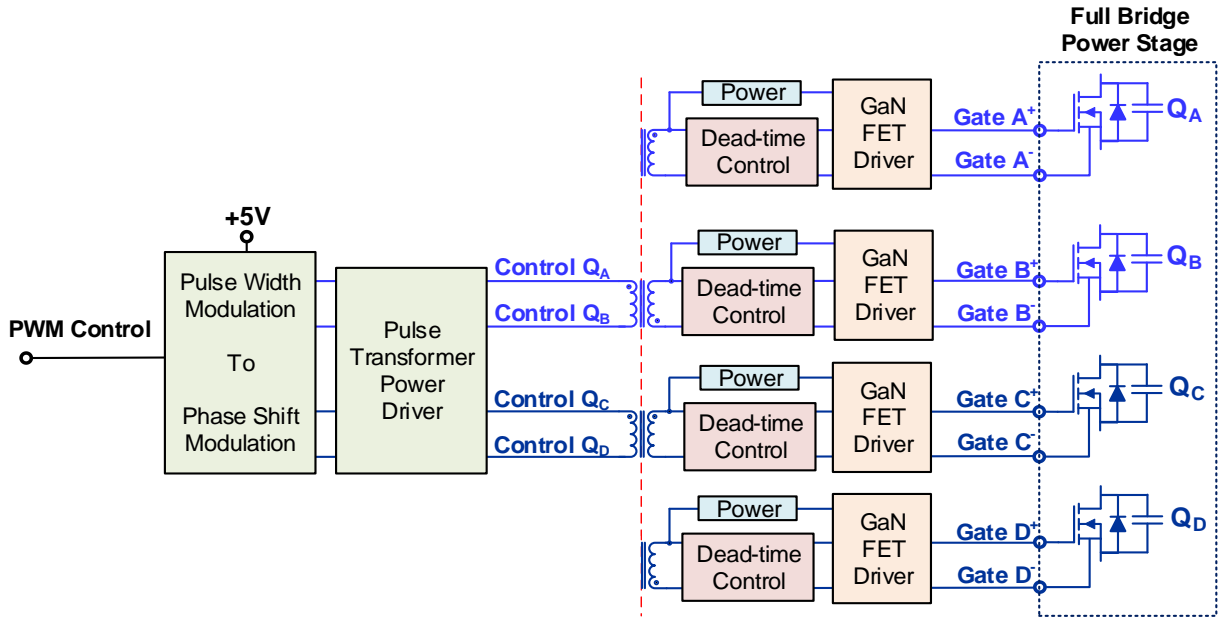 Full Bridge
Power Stage
Power
Dead-time
Control
GaN
FET
Driver
Gate A+
Gate A-
QA
+5V
Pulse Width
Modulation
To
Phase Shift
Modulation
PWM Control
Pulse
Transformer
Power
Driver
Control QA
Control QB
Control QC
Control QD
Power
Dead-time
Control
GaN
FET
Driver
Gate B+
Gate B-
QB
Power
Dead-time
Control
GaN
FET
Driver
Gate C+
Gate C-
QC
Power
Dead-time
Control
GaN
FET
Driver
Gate D+
Gate D-
QD